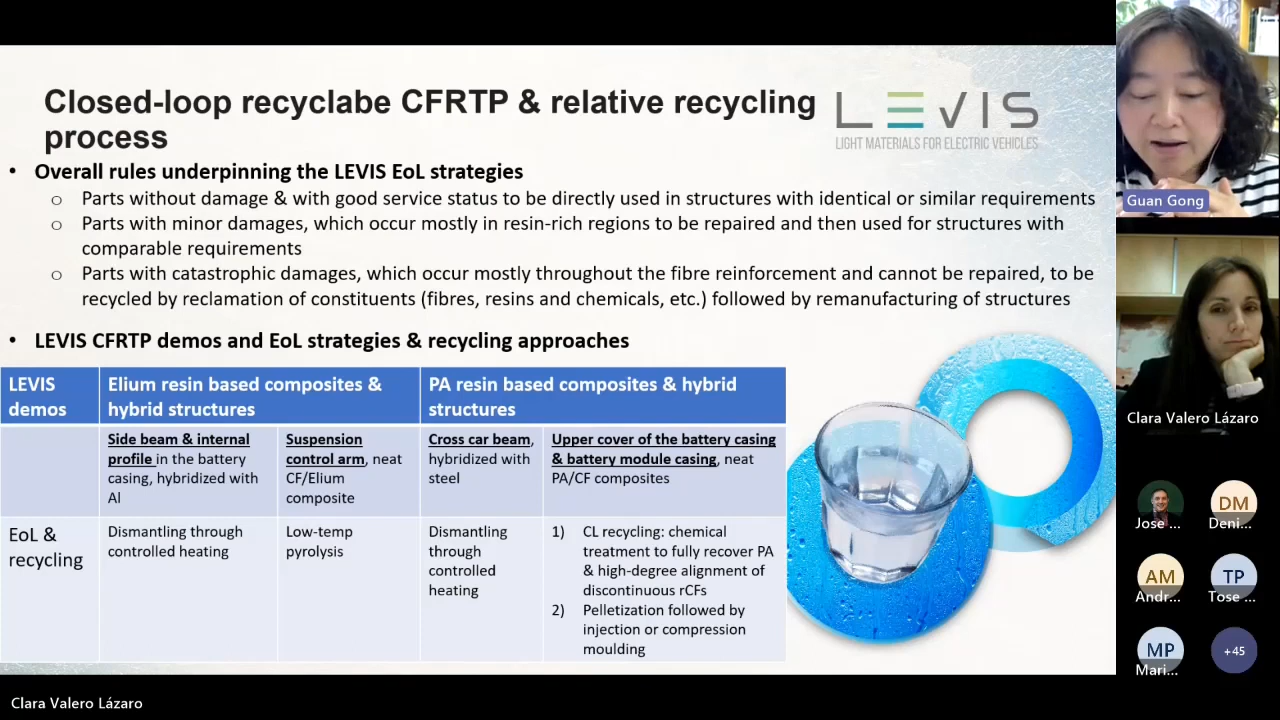 Closed-loop recyclabe CFRTP & relative recycling
process
LEVIS
LIGHT MATERIALS FOR ELECTRIC VEHICLES
• Overall rules underpinning the LEVIS EoL strategies
o Parts without damage & with good service status to be directly used in structures with identical or similar requirements
o Parts with minor damages, which occur mostly in resin-rich regions to be repaired and then used for structures with
comparable requirements
o Parts with catastrophic damages, which occur mostly throughout the fibre reinforcement and cannot be repaired, to be
recycled by reclamation of constituents (fibres, resins and chemicals, etc.) followed by remanufacturing of structures
• LEVIS CFRTP demos and EoL strategies & recycling approaches
LEVIS
demos
Elium resin based composites &
hybrid structures
PA resin based composites & hybrid
structures
Side beam & internal
profile in the battery
casing, hybridized with
Al
Suspension
control arm, neat
CF/Elium
composite
Cross car beam,
hybridized with
steel
Upper cover of the battery casing
& battery module casing, neat
PA/CF composites
EoL &
recycling
Dismantling through
controlled heating
Low-temp
pyrolysis
Dismantling
through
controlled
heating
1) CL recycling: chemical
treatment to fully recover PA
& high-degree alignment of
discontinuous rCFs
2) Pelletization followed by
injection or compression
moulding
Guan Gong
Clara Valero Lázaro
Jose ...
DM
Deni...
AM
Andr...
TP
Tose ...
MP
Mari...
+45
Clara Valero Lázaro